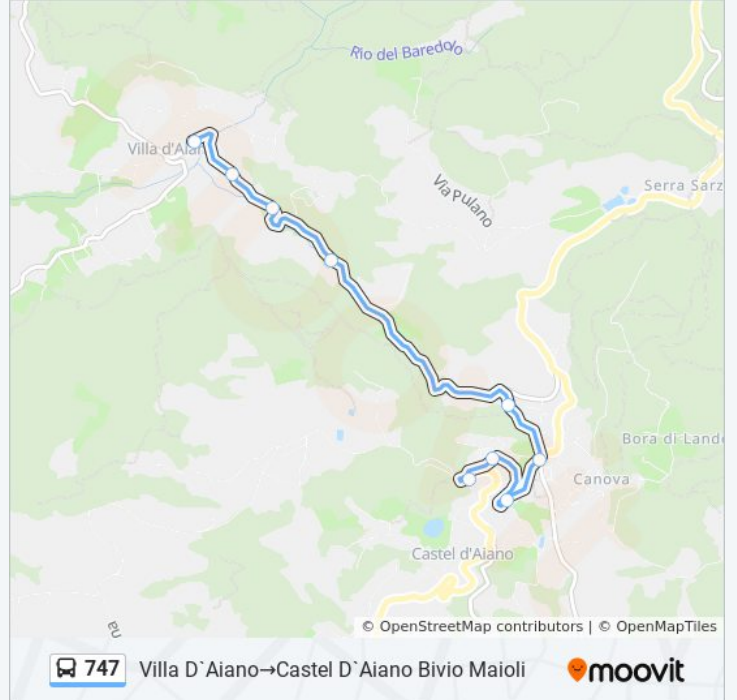 Rio del Baredolo
Villa d'Aiano
Via Pulano
Serra Sarz
Bora di Lande
Canova
Castel d'Aiano
na
© OpenStreetMap contributors | © OpenMapTiles
747 Villa D`Aiano→Castel D`Aiano Bivio Maioli moovit